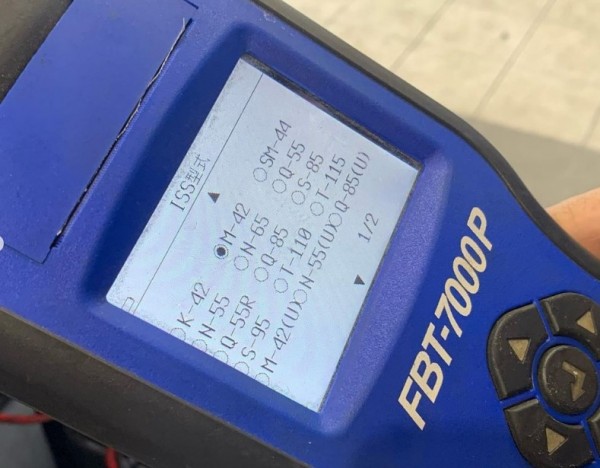 ISS型式
▲
○K-42 ◉M-42 ○SM-44
○N-55 ○N-65 ○Q-55
○Q-55R ○Q-85 ○S-85
○S-95 ○T-110 ○T-115
○M-42(U)○N-55(U)○Q-85(U)
▼ 1/2
FBT-7000P